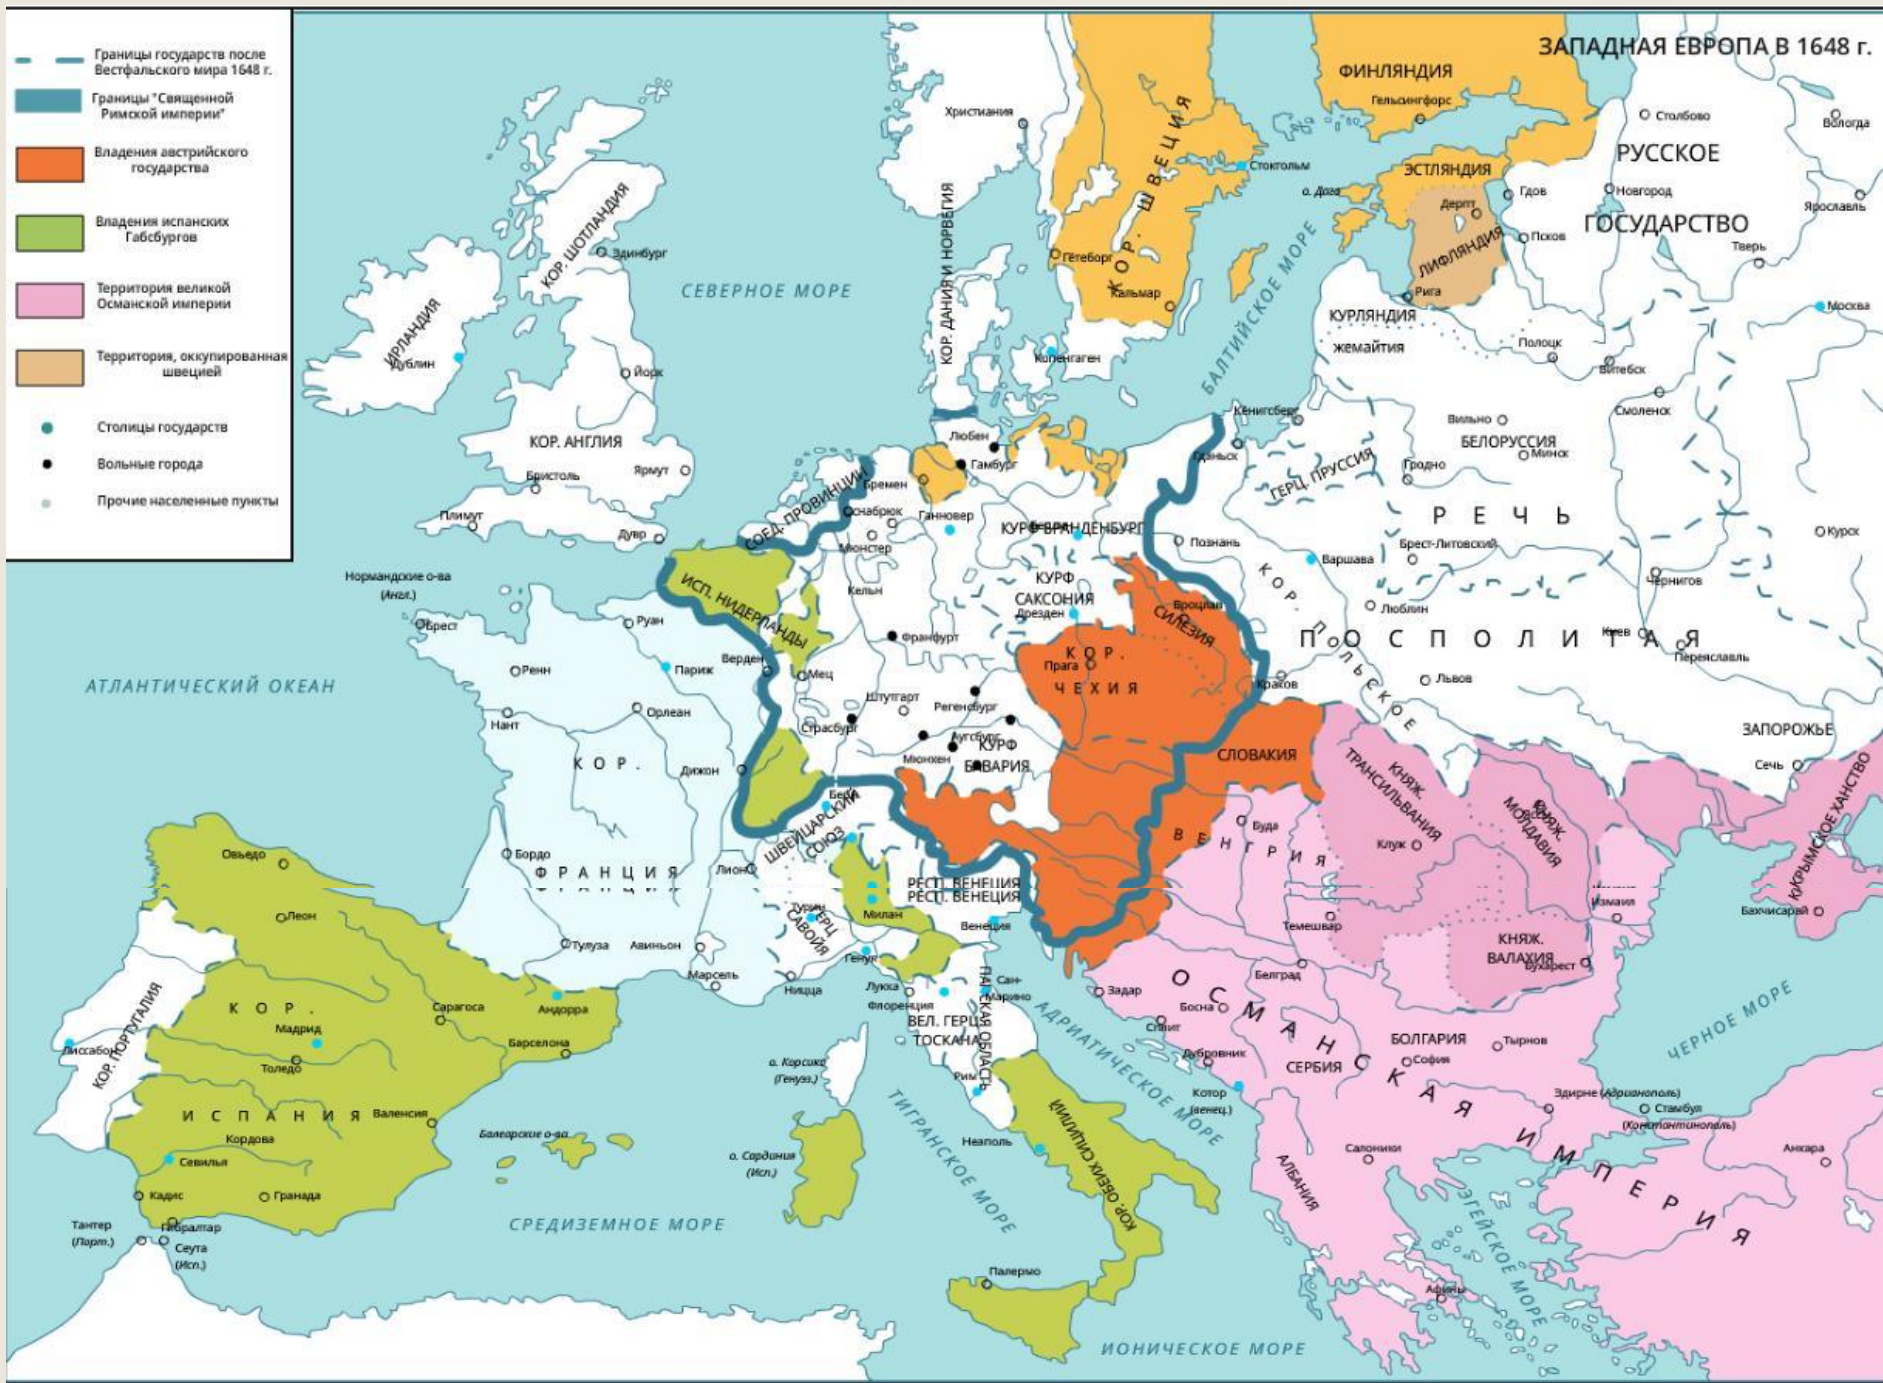 ЗАПАДНАЯ ЕВРОПА В 1648 г.
Границы государств после
Вестфальского мира 1648 г.
Границы "Священной
Римской империи"
Владения австрийского
государства
Владения испанских
Габсбургов
Территория великой
Османской империи
Территория, оккупированная
швецией
Столицы государств
Вольные города
Прочие населенные пункты
ФИНЛЯНДИЯ
Гельсингфорс
Христиания
КОР. ШВЕЦИЯ
Стокгольм
Столбово
Вологда
РУССКОЕ
ГОСУДАРСТВО
ЭСТЛЯНДИЯ
о. Даго
Гдов
Новгород
Ярославль
Дерпт
Псков
Тверь
ЛИФЛЯНДИЯ
Рига
Москва
КОР. ШОТЛАНДИЯ
Эдинбург
СЕВЕРНОЕ МОРЕ
КОР. ДАНИЯ И НОРВЕГИЯ
Гётеборг
Кальмар
БАЛТИЙСКОЕ МОРЕ
КУРЛЯНДИЯ
жемайтия
Полоцк
Витебск
Смоленск
ИРЛАНДИЯ
Дублин
Йорк
Копенгаген
КОР. АНГЛИЯ
Бристоль
Ярмут
Плимут
Дувр
Любен
Гамбург
Бремен
Кёнигсберг
Гданьск
ГЕРЦ. ПРУССИЯ
Вильно
БЕЛОРУССИЯ
Минск
Гродно
СОЕД. ПРОВИНЦИИ
Оснабрюк
Ганновер
Мюнстер
КУРФ БРАНДЕНБУРГ
Познань
РЕЧЬ
Курск
Варшава
Брест-Литовский
Чернигов
Нормандские о-ва
(Англ.)
ИСП. НИДЕРЛАНДЫ
Кельн
КУРФ
САКСОНИЯ
Дрезден
Вроцлав
СИЛЕЗИЯ
КОР. ПОЛЬСКОЕ
Люблин
ПОСПОЛИТАЯ
Киев
Переяславль
Брест
Руан
Франфурт
Ренн
Париж
Верден
Мец
КОР.
ЧЕХИЯ
Прага
Краков
Львов
АТЛАНТИЧЕСКИЙ ОКЕАН
Нант
Орлеан
Штутгарт
Регенсбург
Страсбург
Аугсбург
Мюнхен
КУРФ
БАВАРИЯ
СЛОВАКИЯ
ЗАПОРОЖЬЕ
Сечь
КОР.
ФРАНЦИЯ
ФРАНЦИЯ
Дижон
Берн
ШВЕЙЦАРСКИЙ
СОЮЗ
ВЕНГРИЯ
Буда
КНЯЖ.
ТРАНСИЛЬВАНИЯ
Клуж
КНЯЖ.
МОЛДАВИЯ
КРЫМСКОЕ ХАНСТВО
Бахчисарай
Овьедо
Бордо
Лион
РЕСП. ВЕНЕЦИЯ
РЕСП. ВЕНЕЦИЯ
Милан
Турин
ГЕРЦ
САВОЙЯ
Венеция
Темешвар
Измаил
Леон
Тулуза
Авиньон
Генуя
КНЯЖ.
ВАЛАХИЯ
Бухарест
Марсель
Ницца
Лукка
Флоренция
Сан-
Марино
Задар
Белград
Босна
КОР. ПОРТУГАЛИЯ
Лиссабон
КОР.
ИСПАНИЯ
Мадрид
Толедо
Сарагоса
Андорра
Барселона
ВЕЛ. ГЕРЦ.
ТОСКАНА
ПАПСКАЯ ОБЛАСТЬ
АДРИАТИЧЕСКОЕ МОРЕ
Сплит
Дубровник
Котор
(венец.)
СЕРБИЯ
БОЛГАРИЯ
София
Тырнов
ЧЕРНОЕ МОРЕ
о. Корсика
(Генуэз.)
Рим
ОСМАНСКАЯ ИМПЕРИЯ
Эдирне (Адрианополь)
Стамбул
(Константинополь)
Валенсия
Кордова
Севилья
Балеарские о-ва
о. Сардиния
(Исп.)
ТИГРАНСКОЕ МОРЕ
Неаполь
КОР. ОБЕИХ СИЦИЛИЙ
АЛБАНИЯ
Салоники
Анкара
Кадис
Гранада
Гибралтар
Тантер
(Порт.)
Сеута
(Исп.)
СРЕДИЗЕМНОЕ МОРЕ
ЭГЕЙСКОЕ МОРЕ
Палермо
Афины
ИОНИЧЕСКОЕ МОРЕ